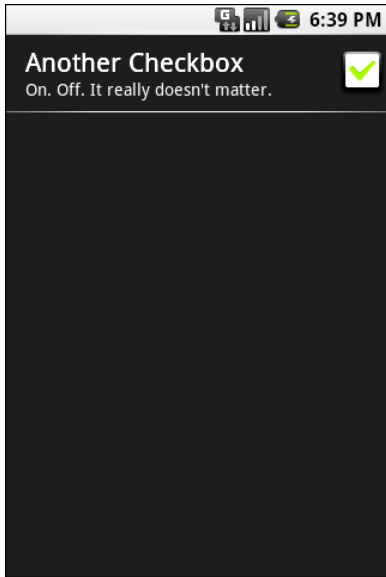 G 6:39 PM
Another Checkbox
On. Off. It really doesn't matter.